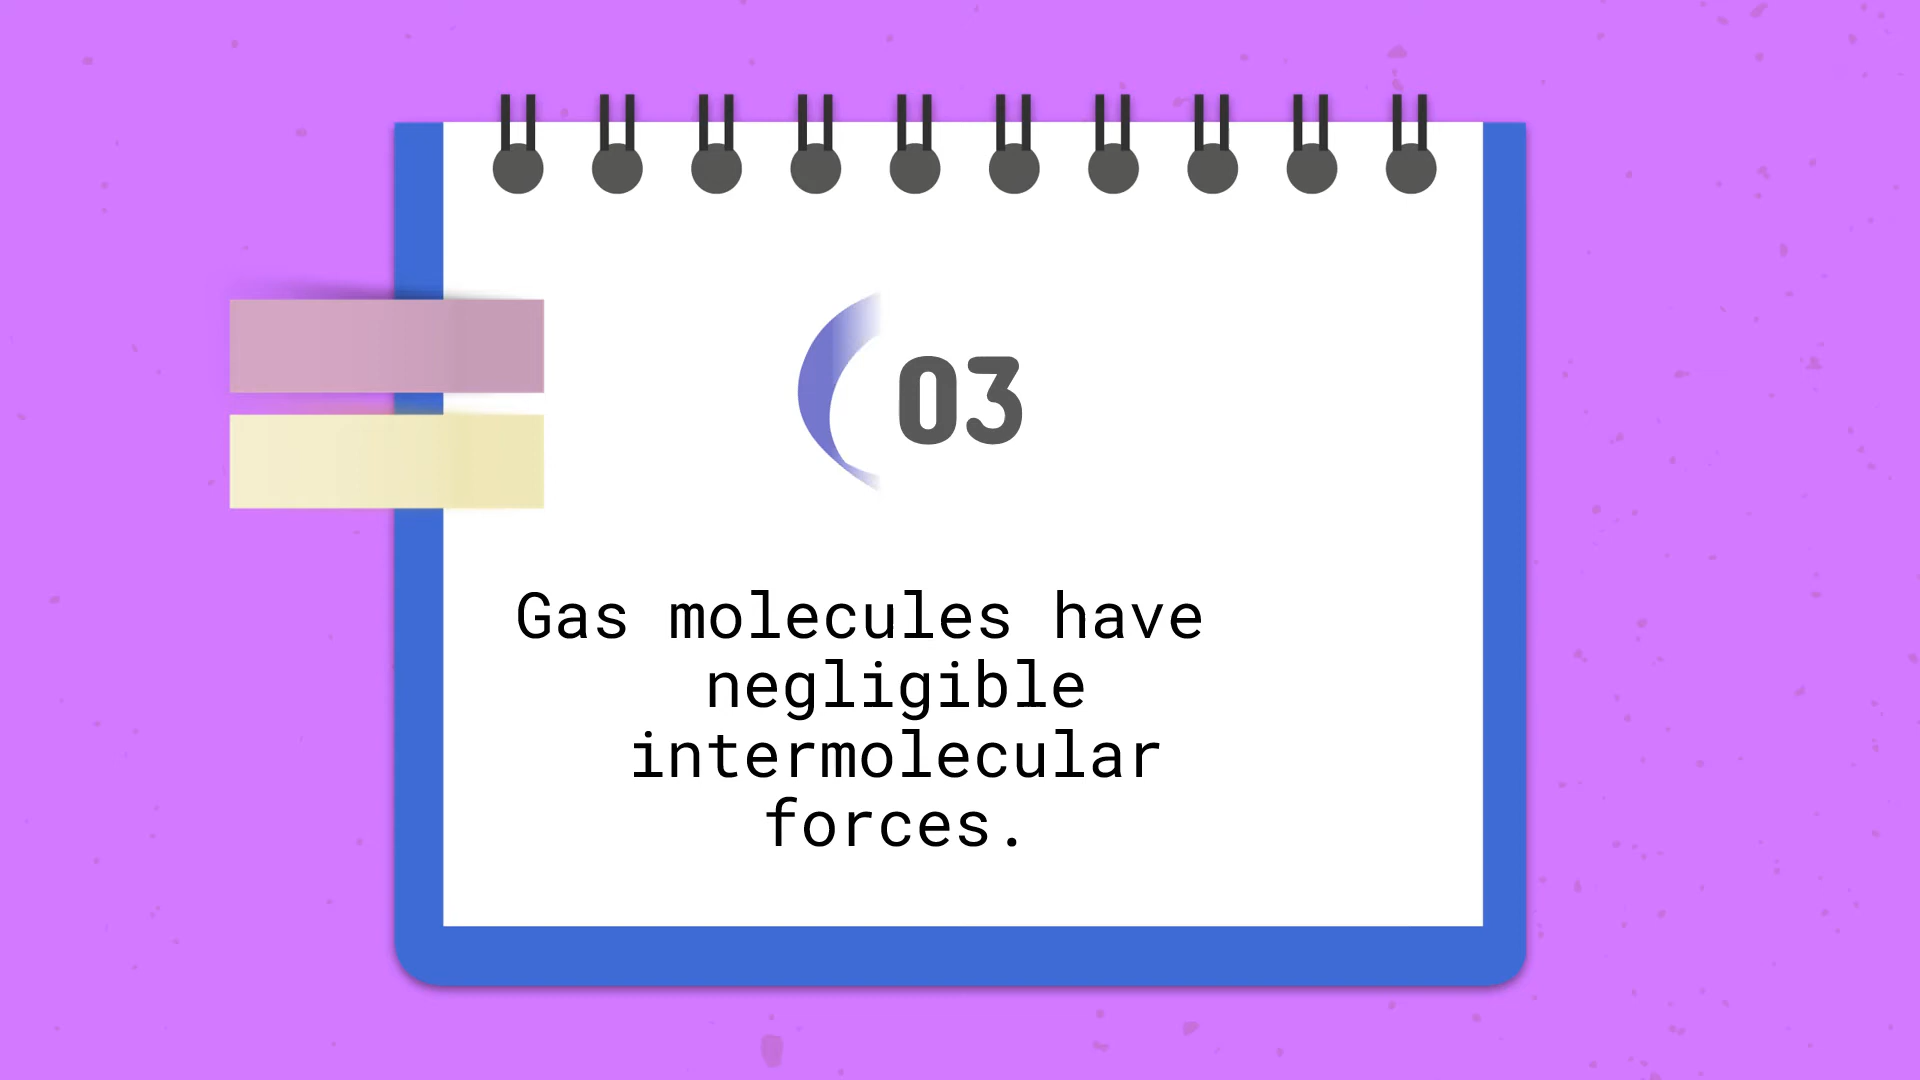 03
Gas molecules have
negligible
intermolecular
forces.